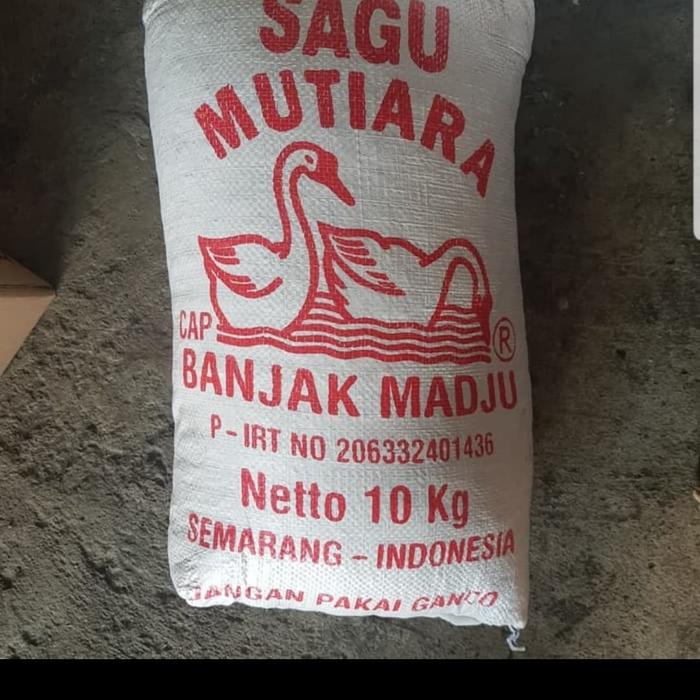 SAGU
MUTIARA
CAP
®
BANJAK MADJU
P-IRT NO 206332401436
Netto 10 Kg
SEMARANG - INDONESIA
JANGAN PAKAI GANCO